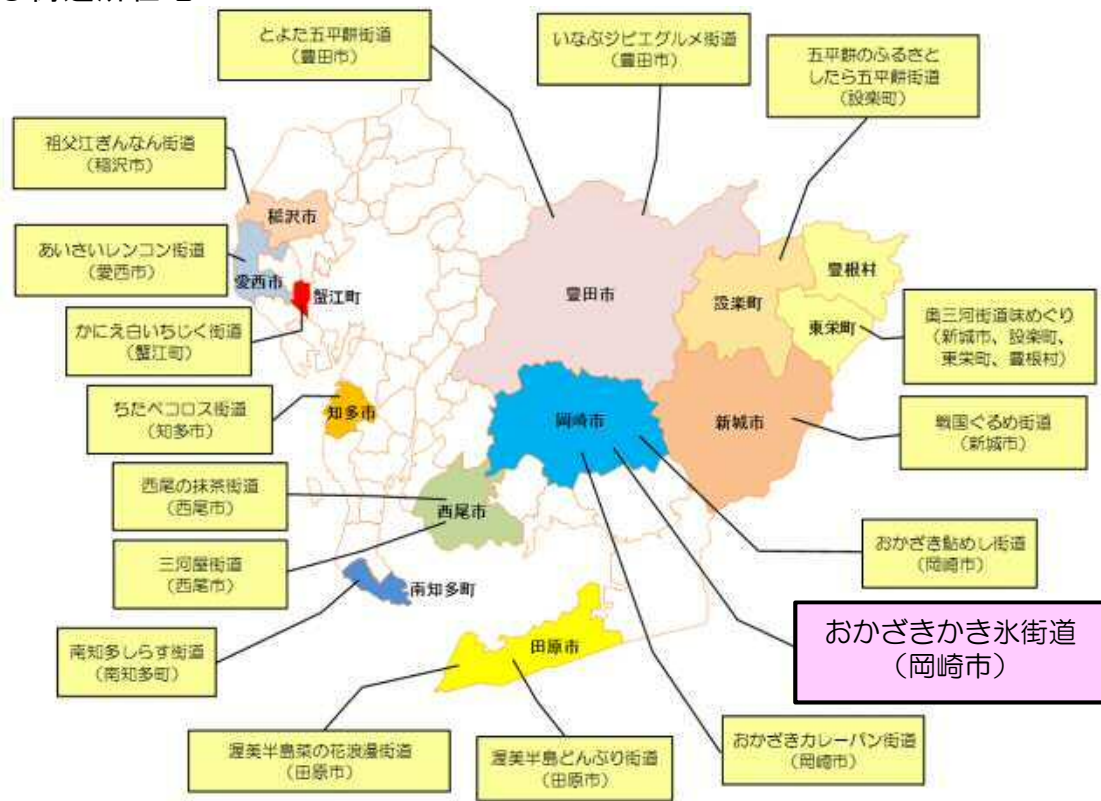 とよた五平餅街道
（豊田市）
いなぶジビエグルメ街道
（豊田市）
五平餅のふるさと
したら五平餅街道
（設楽町）
祖父江ぎんなん街道
（稲沢市）
あいさいレンコン街道
（愛西市）
かにえ白いちじく街道
（蟹江町）
ちたペコロス街道
（知多市）
西尾の抹茶街道
（西尾市）
三河屋街道
（西尾市）
南知多しらす街道
（南知多町）
渥美半島菜の花浪漫街道
（田原市）
渥美半島どんぶり街道
（田原市）
おかざきカレーパン街道
（岡崎市）
おかざきかき氷街道
（岡崎市）
おかざき鮎めし街道
（岡崎市）
戦国ぐるめ街道
（新城市）
奥三河街道味めぐり
（新城市、設楽町、
東栄町、豊根村）
稲沢市
愛西市
蟹江町
知多市
西尾市
南知多町
田原市
岡崎市
豊田市
新城市
設楽町
東栄町
豊根村